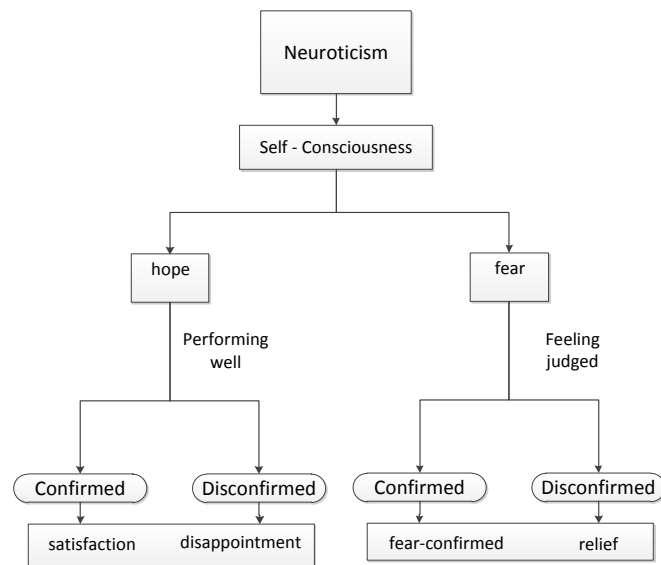 Neuroticism
Self - Consciousness
hope
fear
Performing
well
Feeling
judged
Confirmed
Disconfirmed
Confirmed
Disconfirmed
satisfaction
disappointment
fear-confirmed
relief